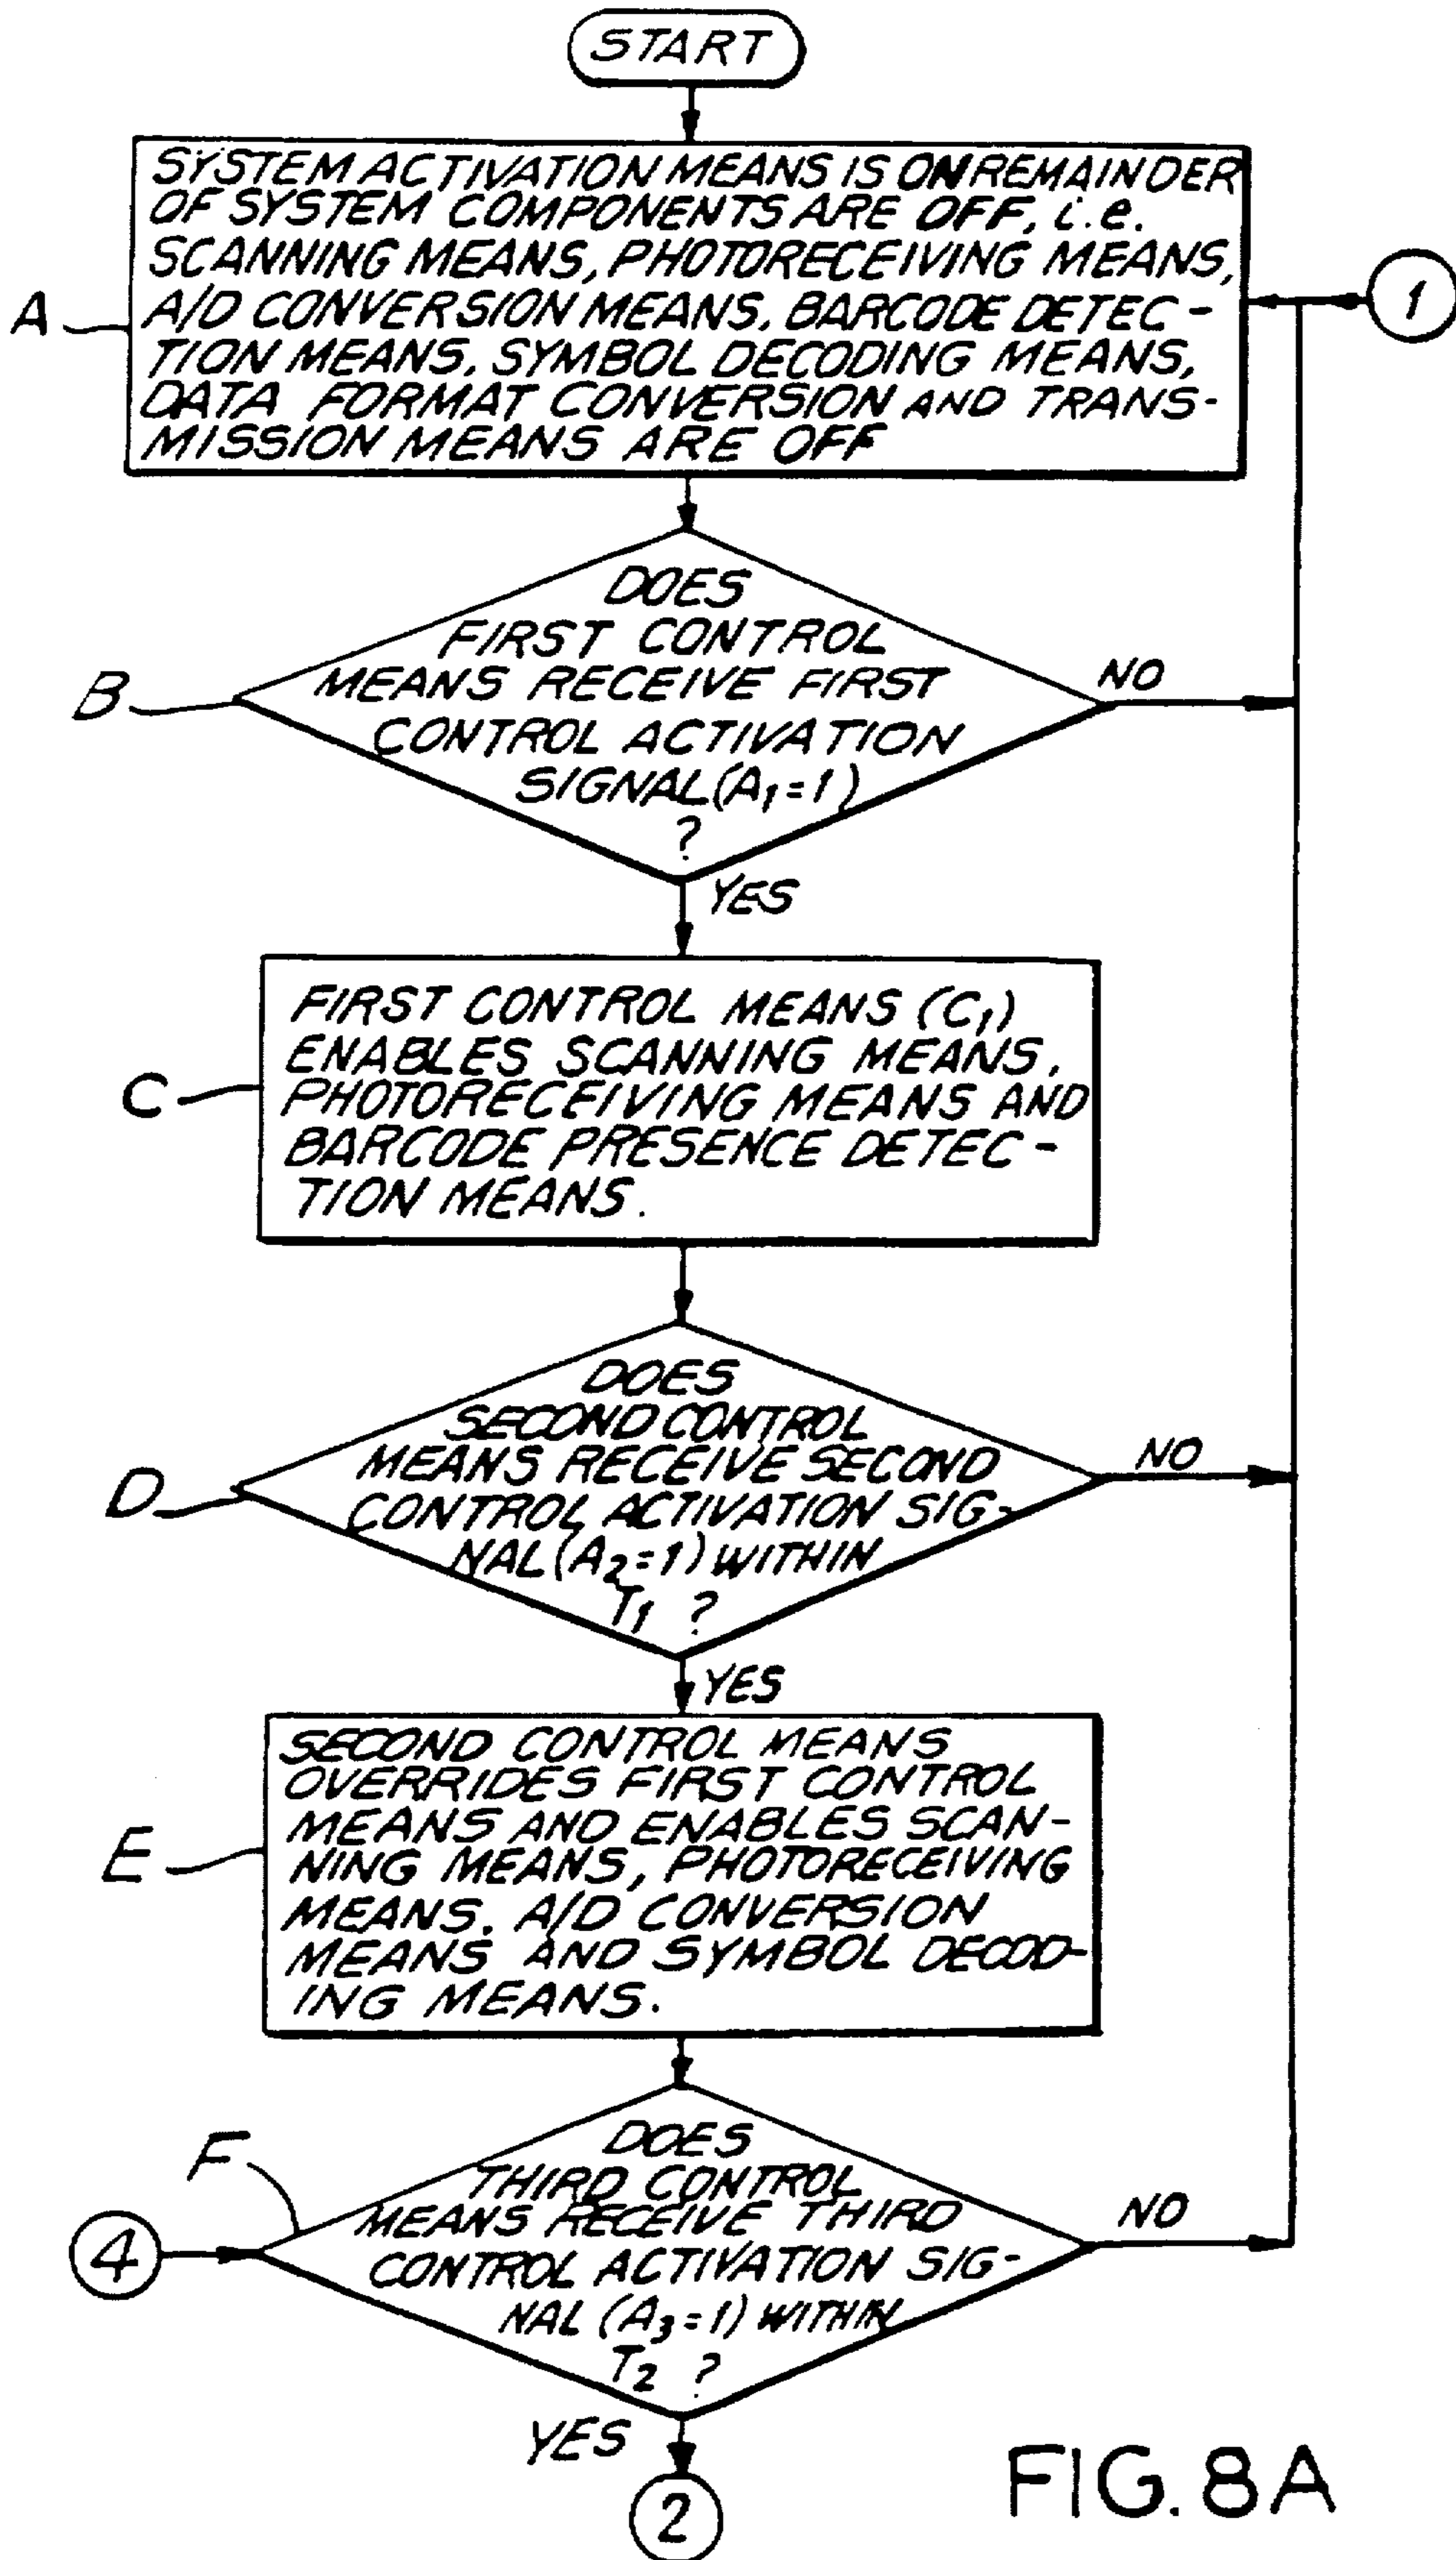 START
SYSTEM ACTIVATION MEANS IS ON REMAINDER
OF SYSTEM COMPONENTS ARE OFF, i.e.
SCANNING MEANS, PHOTORECEIVING MEANS,
A/D CONVERSION MEANS, BARCODE DETEC-
TION MEANS, SYMBOL DECODING MEANS,
DATA FORMAT CONVERSION AND TRANS-
MISSION MEANS ARE OFF
A
1
DOES
FIRST CONTROL
MEANS RECEIVE FIRST
CONTROL ACTIVATION
SIGNAL (A₁=1)
?
B
NO
YES
FIRST CONTROL MEANS (C₁)
ENABLES SCANNING MEANS,
PHOTORECEIVING MEANS AND
BARCODE PRESENCE DETEC-
TION MEANS.
C
DOES
SECOND CONTROL
MEANS RECEIVE SECOND
CONTROL ACTIVATION SIG-
NAL (A₂=1) WITHIN
T₁ ?
D
NO
YES
SECOND CONTROL MEANS
OVERRIDES FIRST CONTROL
MEANS AND ENABLES SCAN-
NING MEANS, PHOTORECEIVING
MEANS, A/D CONVERSION
MEANS AND SYMBOL DECOD-
ING MEANS.
E
DOES
THIRD CONTROL
MEANS RECEIVE THIRD
CONTROL ACTIVATION SIG-
NAL (A₃=1) WITHIN
T₂ ?
F
4
NO
YES
2
FIG. 8A